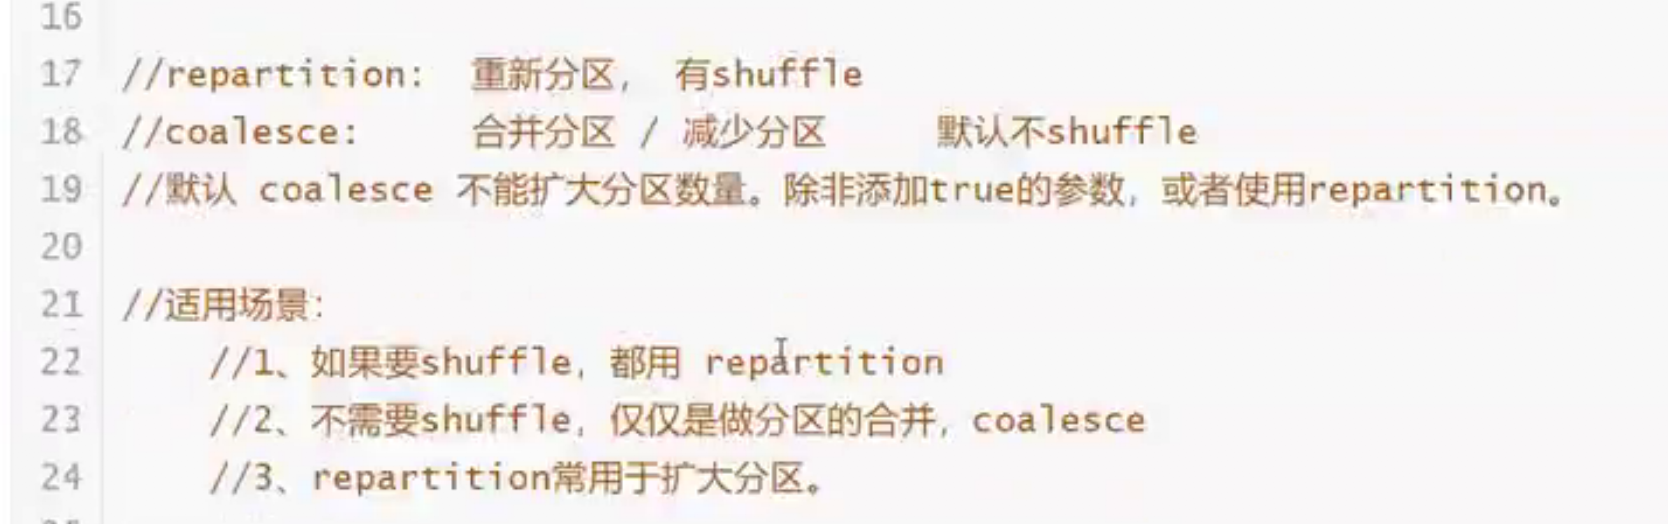 16
17 //repartition: 重新分区, 有shuffle
18 //coalesce: 合并分区 / 减少分区 默认不shuffle
19 //默认 coalesce 不能扩大分区数量。除非添加true的参数, 或者使用repartition。
20
21 //适用场景:
22 //1、如果要shuffle, 都用 repartition
23 //2、不需要shuffle, 仅仅是做分区的合并, coalesce
24 //3、repartition常用于扩大分区。